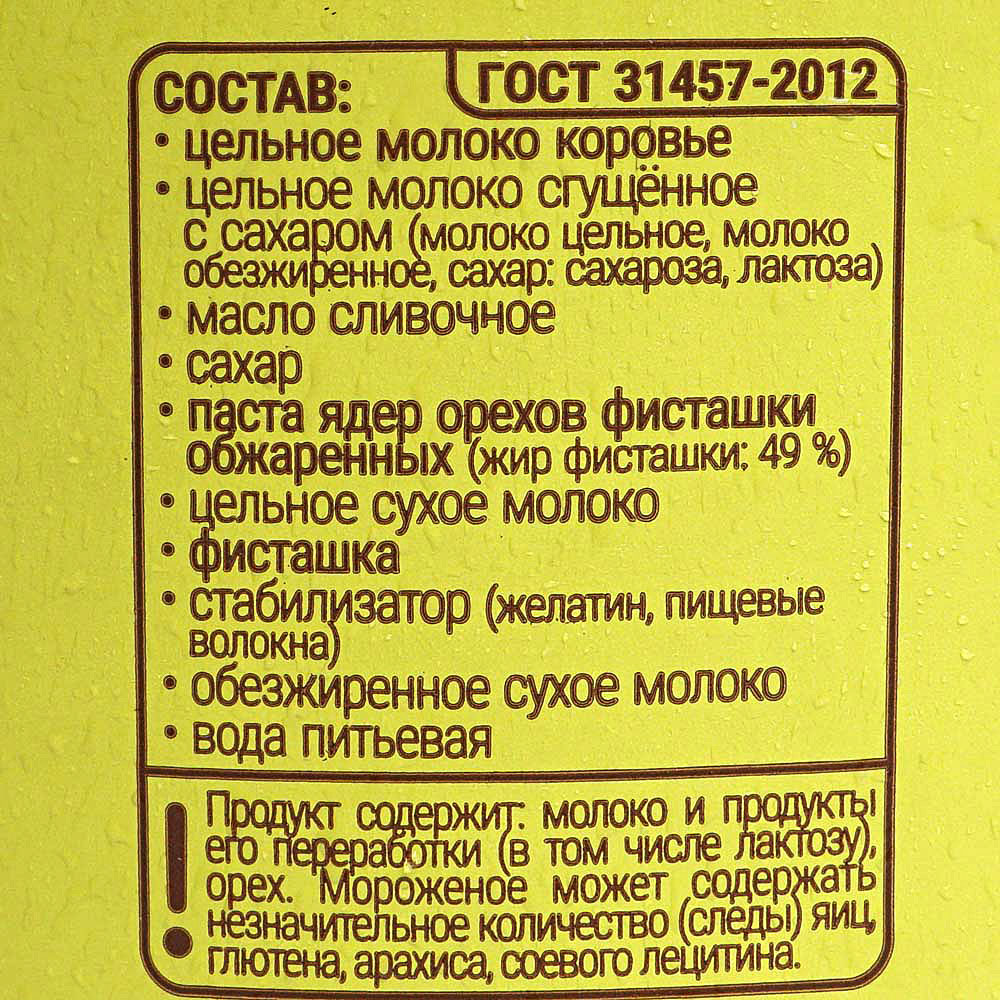 СОСТАВ:
ГОСТ 31457-2012
• цельное молоко коровье
• цельное молоко сгущённое
с сахаром (молоко цельное, молоко
обезжиренное, сахар: сахароза, лактоза)
• масло сливочное
• сахар
• паста ядер орехов фисташки
обжаренных (жир фисташки: 49 %)
• цельное сухое молоко
• фисташка
• стабилизатор (желатин, пищевые
волокна)
• обезжиренное сухое молоко
• вода питьевая
! Продукт содержит: молоко и продукты
его переработки (в том числе лактозу),
орех. Мороженое может содержать
незначительное количество (следы) яиц,
глютена, арахиса, соевого лецитина.